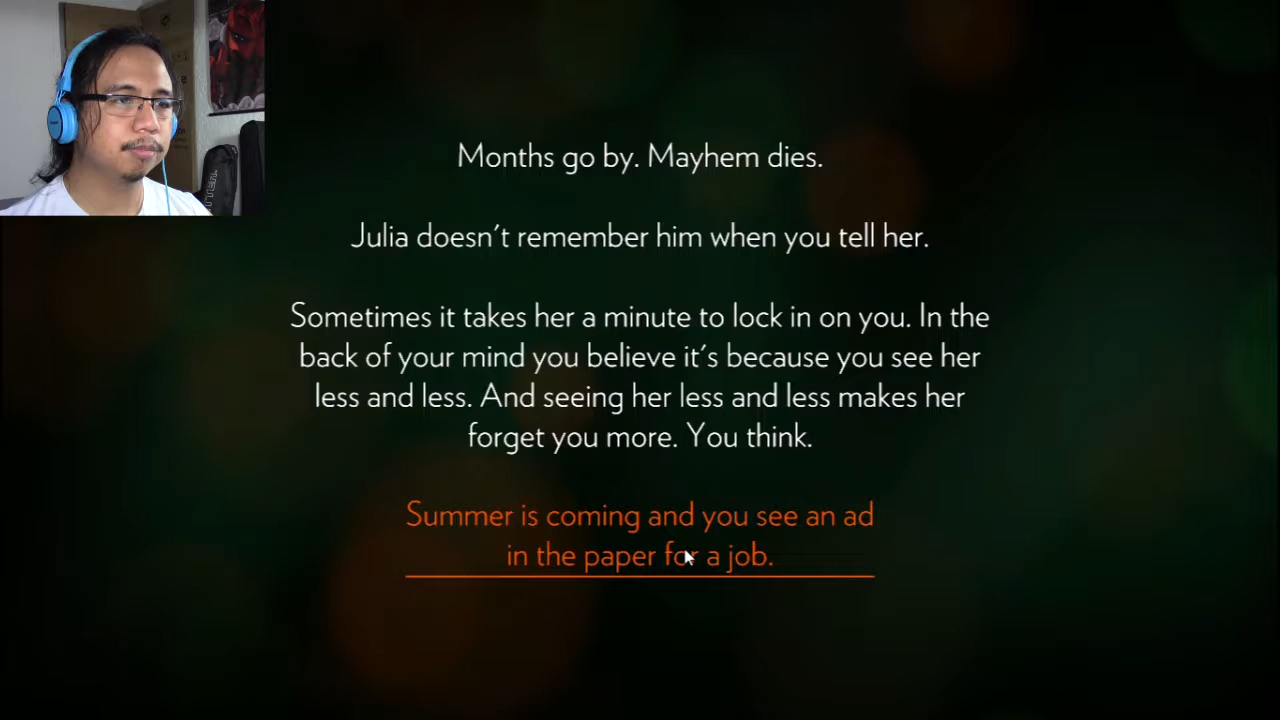 Months go by. Mayhem dies.
Julia doesn't remember him when you tell her.
Sometimes it takes her a minute to lock in on you. In the
back of your mind you believe it's because you see her
less and less. And seeing her less and less makes her
forget you more. You think.
Summer is coming and you see an ad
in the paper for a job.